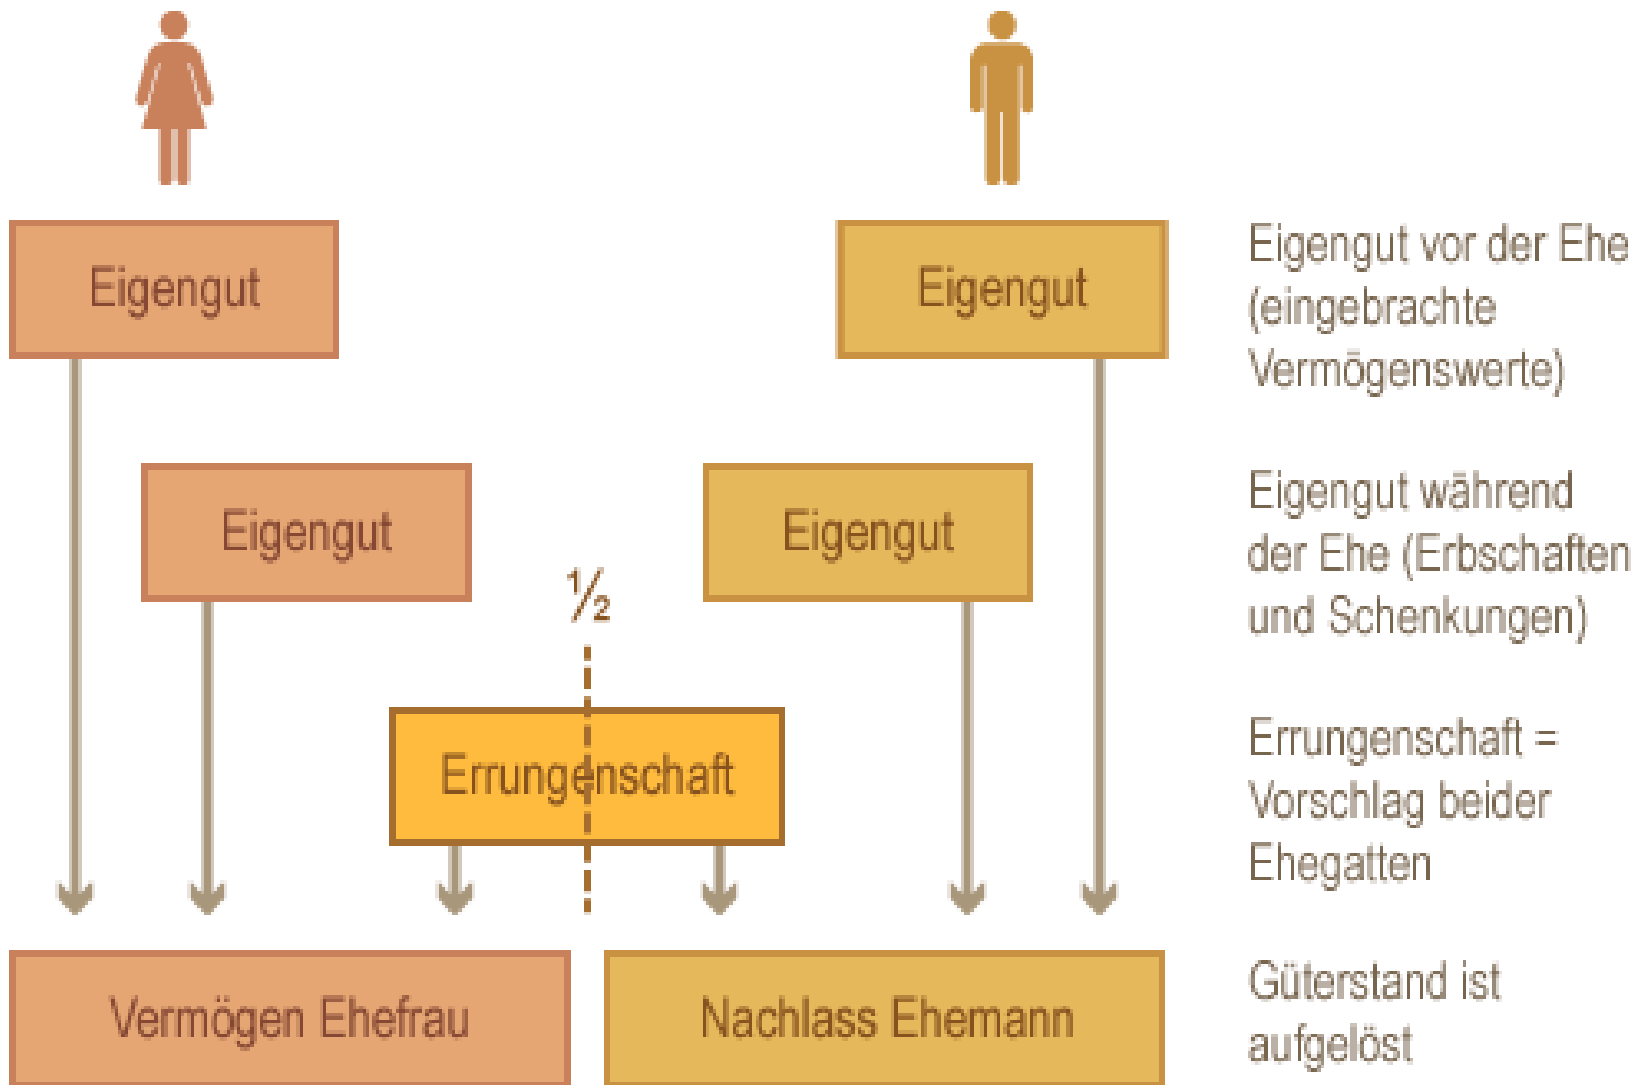 Eigengut
Eigengut
Eigengut vor der Ehe
(eingebrachte
Vermögenswerte)
Eigengut
Eigengut
Eigengut während
der Ehe (Erbschaften
und Schenkungen)
½
Errungenschaft
Errungenschaft =
Vorschlag beider
Ehegatten
Vermögen Ehefrau
Nachlass Ehemann
Güterstand ist
aufgelöst